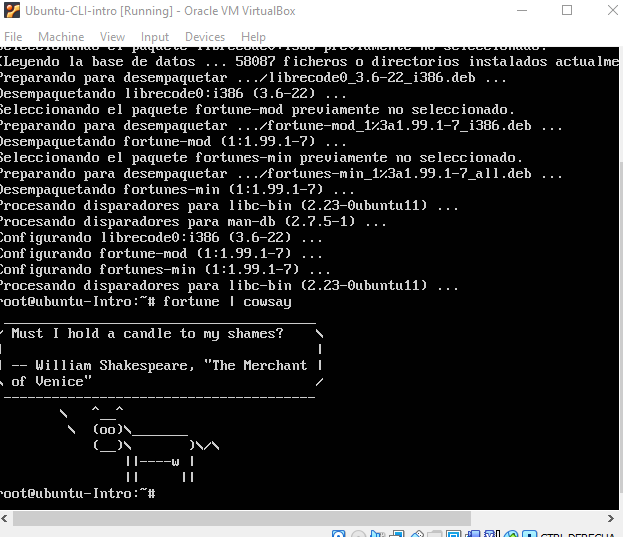 Ubuntu-CLI-intro [Running] - Oracle VM VirtualBox
File Machine View Input Devices Help
Seleccionando el paquete librecode0:i386 previamente no seleccionado.
(Leyendo la base de datos ... 58087 ficheros o directorios instalados actualme
Preparando para desempaquetar .../librecode0_3.6-22_i386.deb ...
Desempaquetando librecode0:i386 (3.6-22) ...
Seleccionando el paquete fortune-mod previamente no seleccionado.
Preparando para desempaquetar .../fortune-mod_1%3a1.99.1-7_i386.deb ...
Desempaquetando fortune-mod (1:1.99.1-7) ...
Seleccionando el paquete fortunes-min previamente no seleccionado.
Preparando para desempaquetar .../fortunes-min_1%3a1.99.1-7_all.deb ...
Desempaquetando fortunes-min (1:1.99.1-7) ...
Procesando disparadores para libc-bin (2.23-0ubuntu11) ...
Procesando disparadores para man-db (2.7.5-1) ...
Configurando librecode0:i386 (3.6-22) ...
Configurando fortune-mod (1:1.99.1-7) ...
Configurando fortunes-min (1:1.99.1-7) ...
Procesando disparadores para libc-bin (2.23-0ubuntu11) ...
root@ubuntu-Intro:~# fortune | cowsay
 _______________________________________
/ Must I hold a candle to my shames?    \
|                                       |
| -- William Shakespeare, "The Merchant |
\ of Venice"                            /
 ---------------------------------------
        \   ^__^
         \  (oo)\_______
            (__)\       )\/\
                ||----w |
                ||     ||
root@ubuntu-Intro:~#
CTRL DERECHA